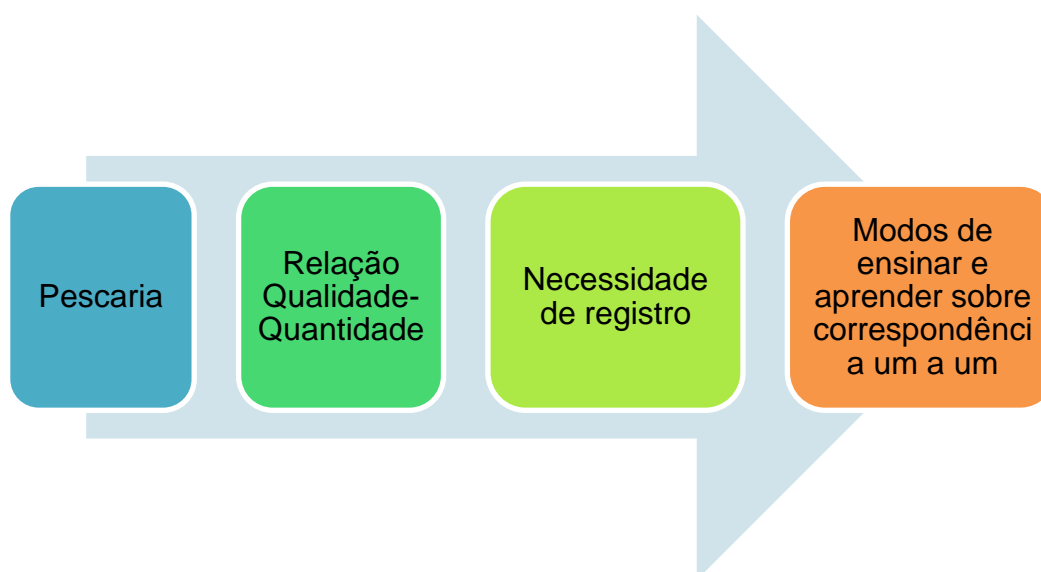 Pescaria
Relação
Qualidade-
Quantidade
Necessidade
de registro
Modos de
ensinar e
aprender sobre
correspondênci
a um a um